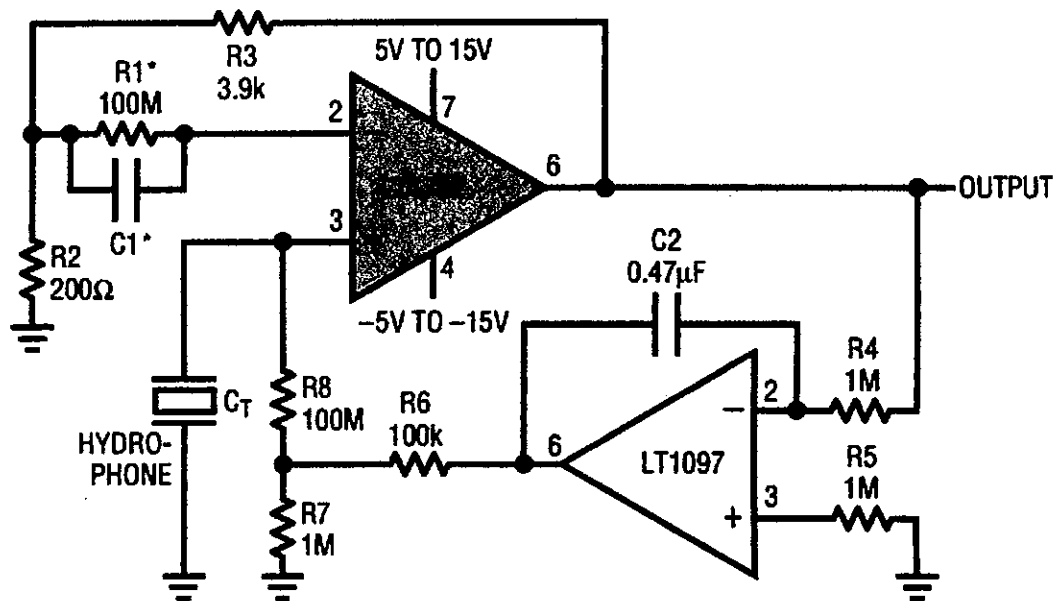 R3
3.9k
5V TO 15V
R1*
100M
2
7
6
OUTPUT
C1*
3
4
R2
200Ω
−5V TO −15V
C2
0.47µF
CT
HYDRO-
PHONE
R8
100M
R6
100k
6
LT1097
2
−
R4
1M
3
+
R5
1M
R7
1M